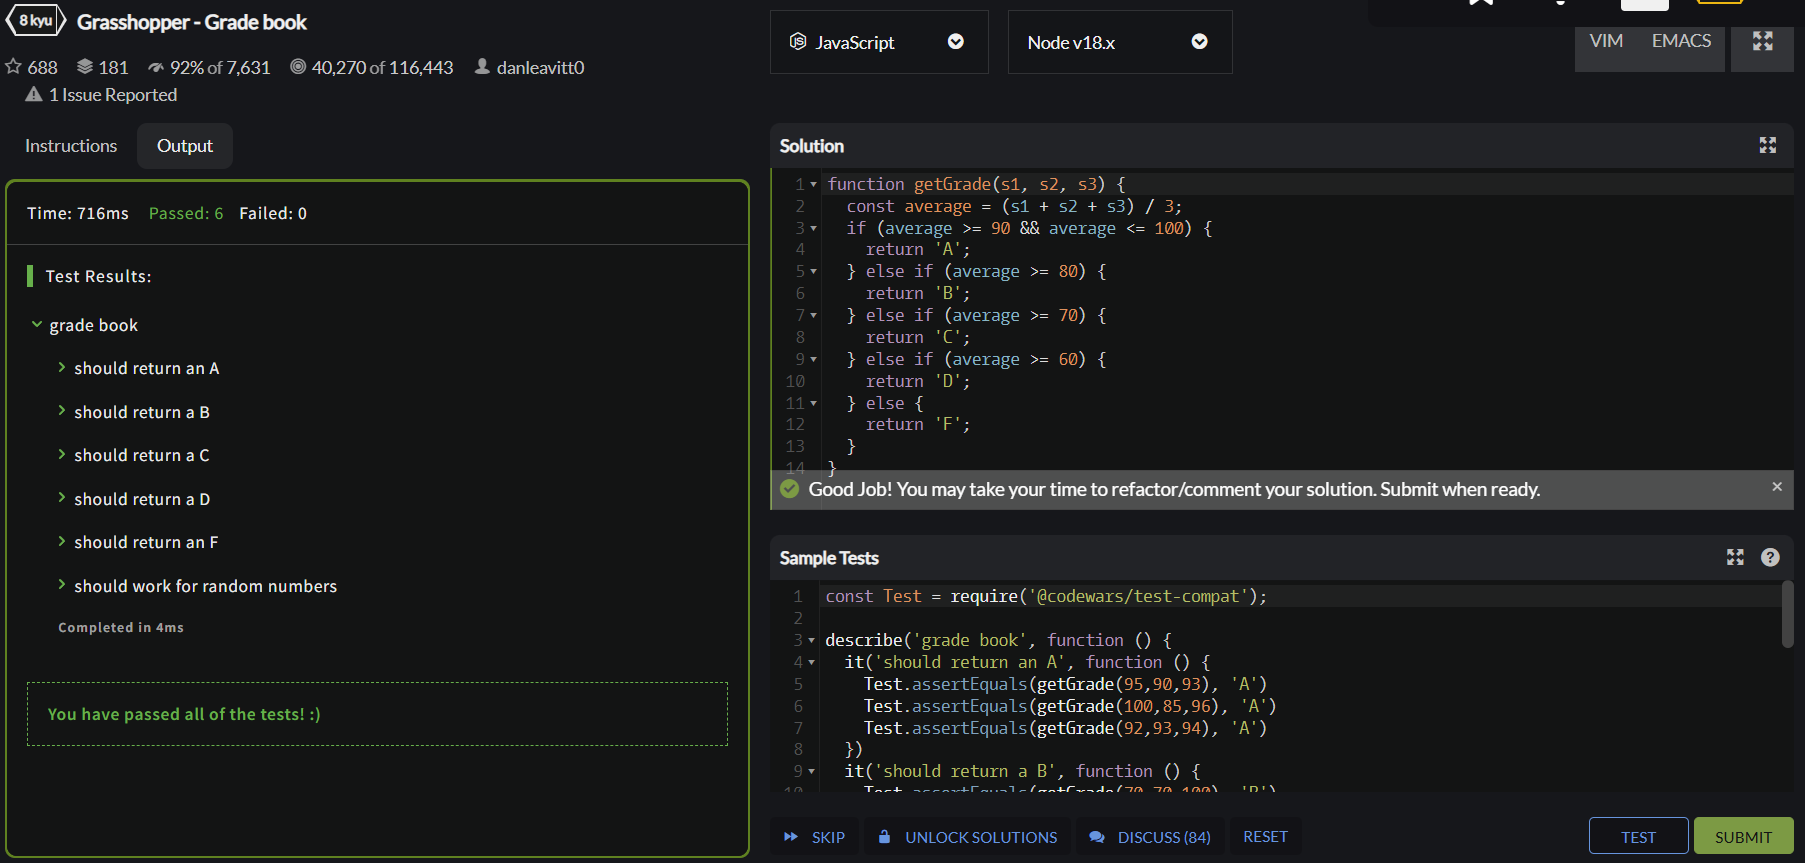 8 kyu Grasshopper - Grade book
688 181 92% of 7,631 40,270 of 116,443 danleavitt0
1 Issue Reported
Instructions Output
Time: 716ms Passed: 6 Failed: 0
Test Results:
grade book
should return an A
should return a B
should return a C
should return a D
should return an F
should work for random numbers
Completed in 4ms
You have passed all of the tests! :)
JavaScript Node v18.x VIM EMACS
Solution
1 function getGrade(s1, s2, s3) {
2 const average = (s1 + s2 + s3) / 3;
3 if (average >= 90 && average <= 100) {
4 return 'A';
5 } else if (average >= 80) {
6 return 'B';
7 } else if (average >= 70) {
8 return 'C';
9 } else if (average >= 60) {
10 return 'D';
11 } else {
12 return 'F';
13 }
14 }
Good Job! You may take your time to refactor/comment your solution. Submit when ready.
Sample Tests
1 const Test = require('@codewars/test-compat');
2
3 describe('grade book', function () {
4 it('should return an A', function () {
5 Test.assertEquals(getGrade(95,90,93), 'A')
6 Test.assertEquals(getGrade(100,85,96), 'A')
7 Test.assertEquals(getGrade(92,93,94), 'A')
8 })
9 it('should return a B', function () {
10 Test.assertEquals(getGrade(70,70,100), 'B')
SKIP UNLOCK SOLUTIONS DISCUSS (84) RESET TEST SUBMIT